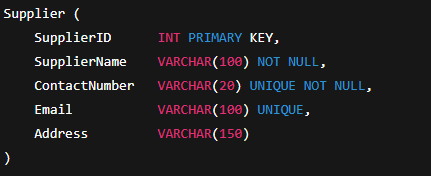 Supplier (
    SupplierID      INT PRIMARY KEY,
    SupplierName    VARCHAR(100) NOT NULL,
    ContactNumber   VARCHAR(20) UNIQUE NOT NULL,
    Email           VARCHAR(100) UNIQUE,
    Address         VARCHAR(150)
)